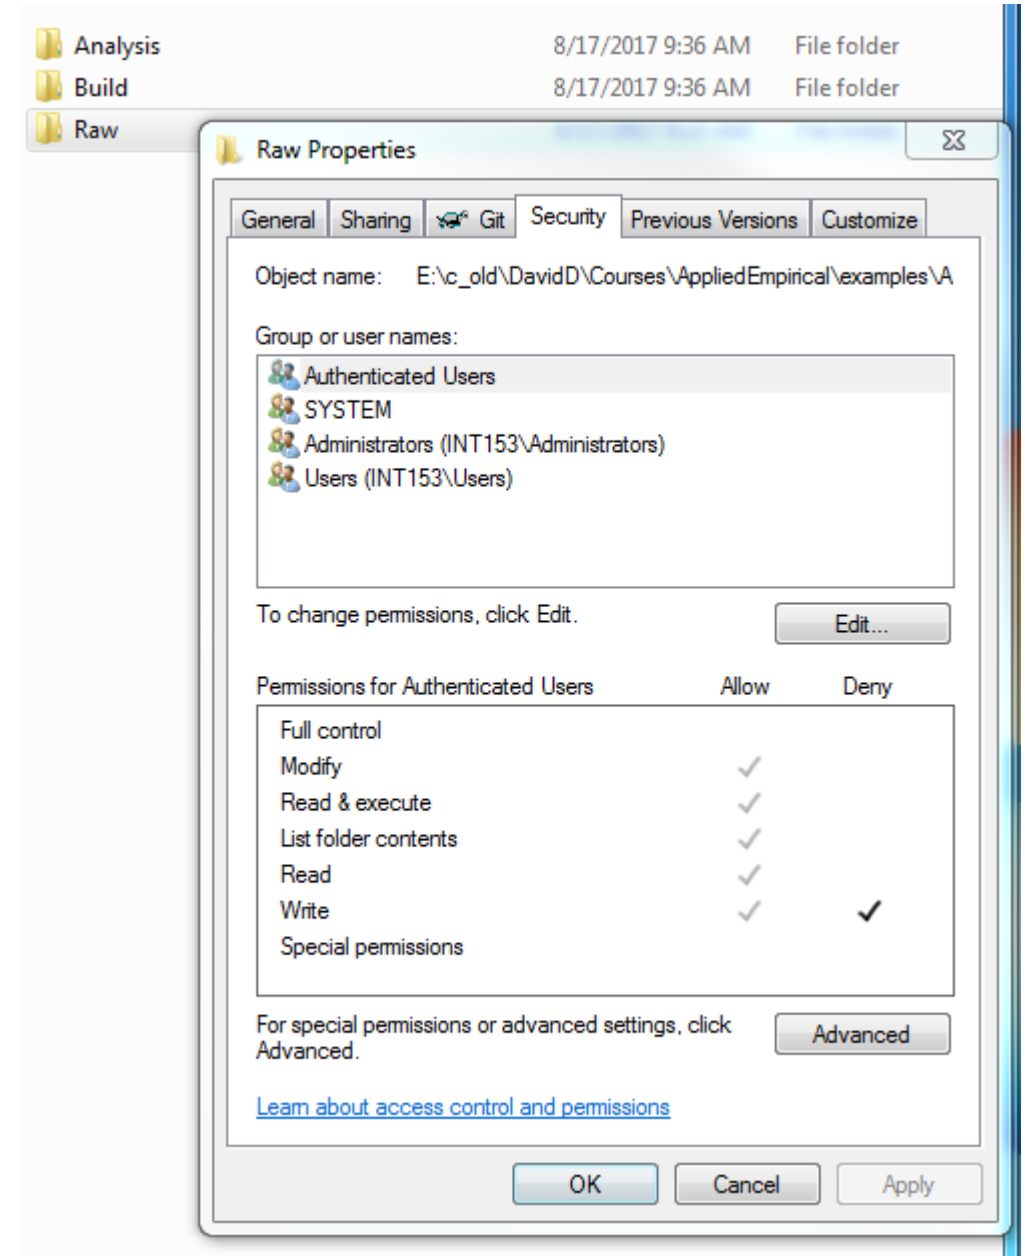 Analysis 8/17/2017 9:36 AM File folder
Build 8/17/2017 9:36 AM File folder
Raw
Raw Properties
General Sharing Git Security Previous Versions Customize
Object name: E:\c_old\DavidD\Courses\AppliedEmpirical\examples\A
Group or user names:
Authenticated Users
SYSTEM
Administrators (INT153\Administrators)
Users (INT153\Users)
To change permissions, click Edit.
Edit...
Permissions for Authenticated Users Allow Deny
Full control
Modify
Read & execute
List folder contents
Read
Write
Special permissions
For special permissions or advanced settings, click
Advanced.
Advanced
Learn about access control and permissions
OK Cancel Apply